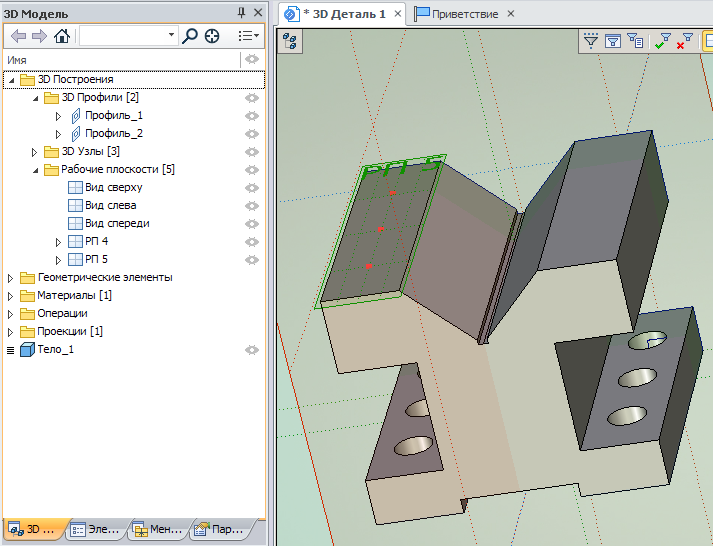 3D Модель
* 3D Деталь 1
Приветствие
Имя
3D Построения
3D Профили [2]
Профиль_1
Профиль_2
3D Узлы [3]
Рабочие плоскости [5]
Вид сверху
Вид слева
Вид спереди
РП 4
РП 5
Геометрические элементы
Материалы [1]
Операции
Проекции [1]
Тело_1
РП 5
3D ...
Эле...
Мен...
Пар...